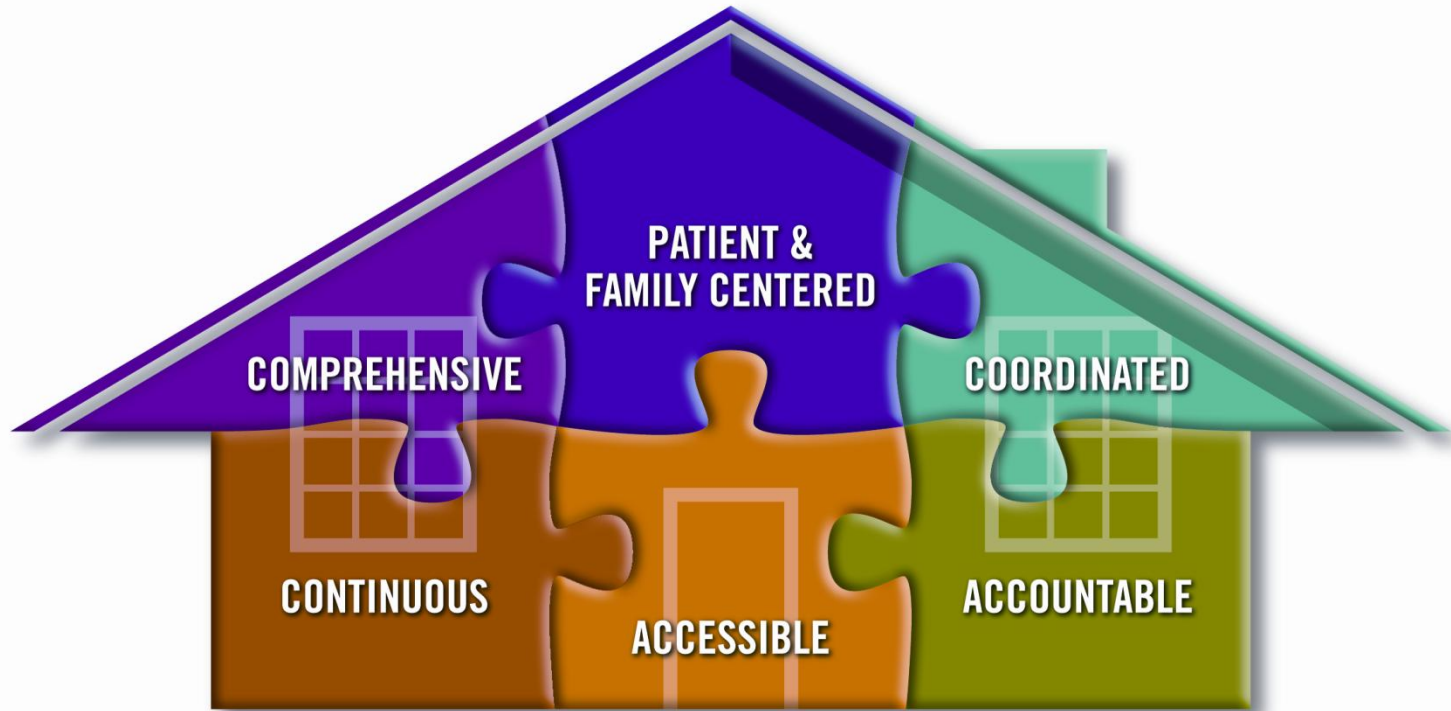 PATIENT &
FAMILY CENTERED
COMPREHENSIVE
COORDINATED
CONTINUOUS
ACCESSIBLE
ACCOUNTABLE